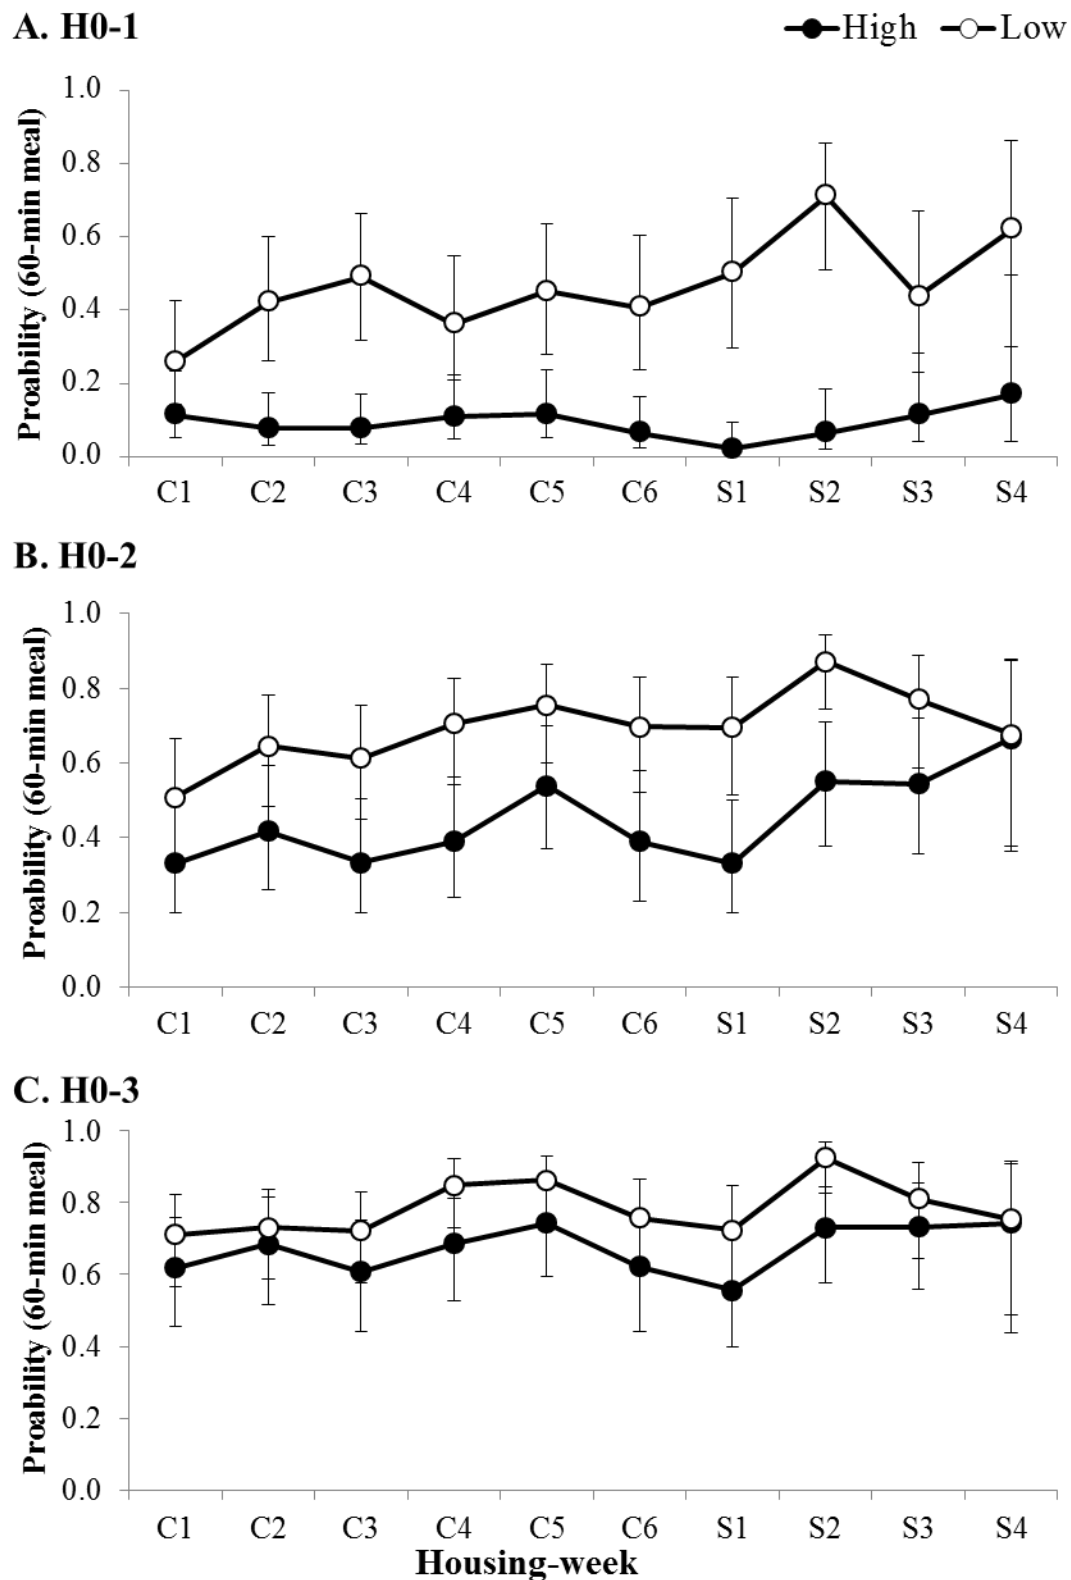 A. H0-1
High Low
Proability (60-min meal)
1.0
0.8
0.6
0.4
0.2
0.0
C1 C2 C3 C4 C5 C6 S1 S2 S3 S4
B. H0-2
Proability (60-min meal)
1.0
0.8
0.6
0.4
0.2
0.0
C1 C2 C3 C4 C5 C6 S1 S2 S3 S4
C. H0-3
Proability (60-min meal)
1.0
0.8
0.6
0.4
0.2
0.0
C1 C2 C3 C4 C5 C6 S1 S2 S3 S4
Housing-week